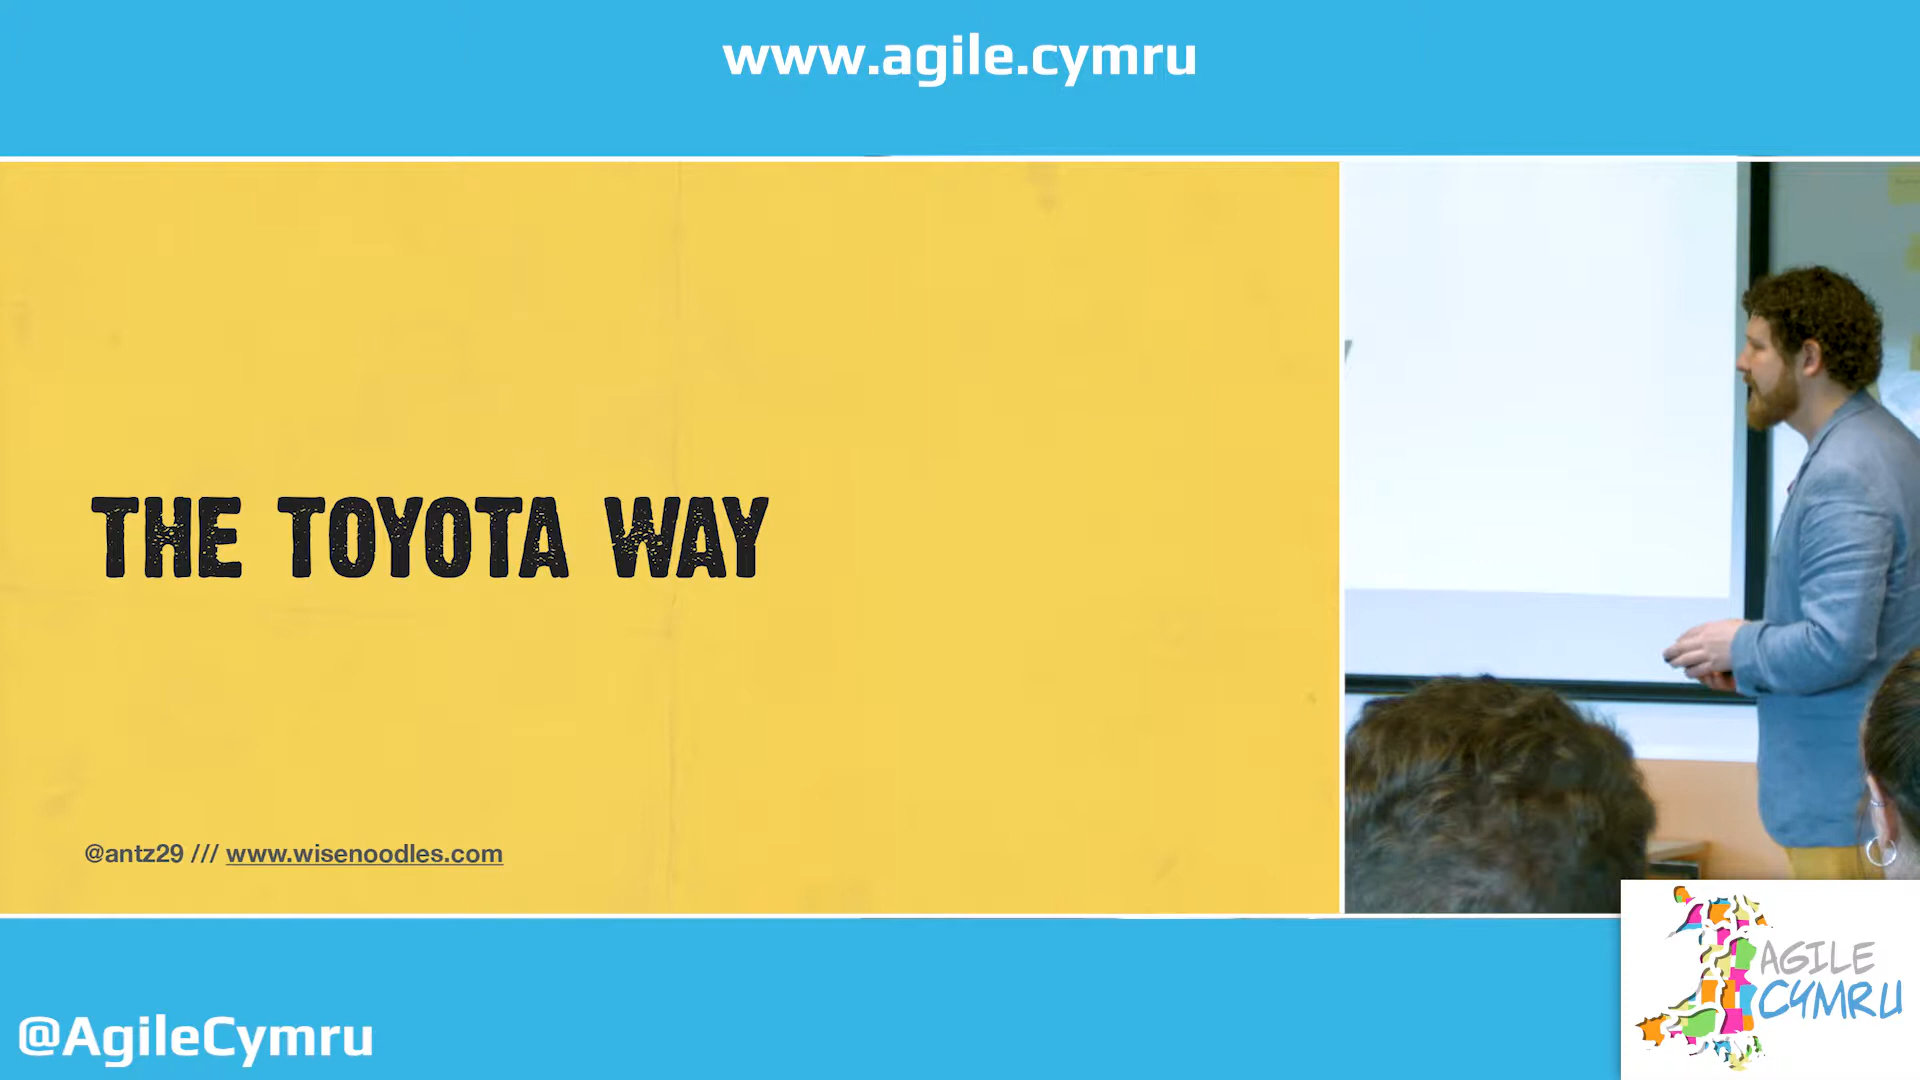 www.agile.cymru
THE TOYOTA WAY
@antz29 /// www.wisenoodles.com
@AgileCymru
AGILE
CYMRU